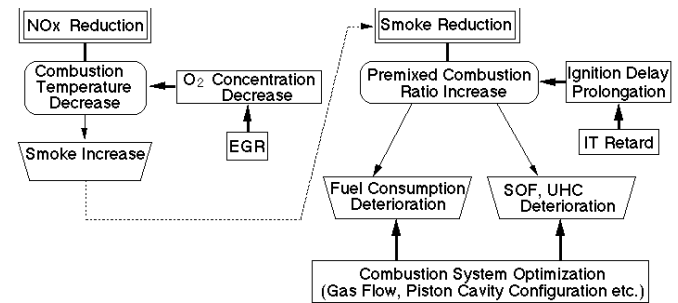 NOx Reduction
Combustion
Temperature
Decrease
O2 Concentration
Decrease
EGR
Smoke Increase
Smoke Reduction
Premixed Combustion
Ratio Increase
Ignition Delay
Prolongation
IT Retard
Fuel Consumption
Deterioration
SOF, UHC
Deterioration
Combustion System Optimization
(Gas Flow, Piston Cavity Configuration etc.)